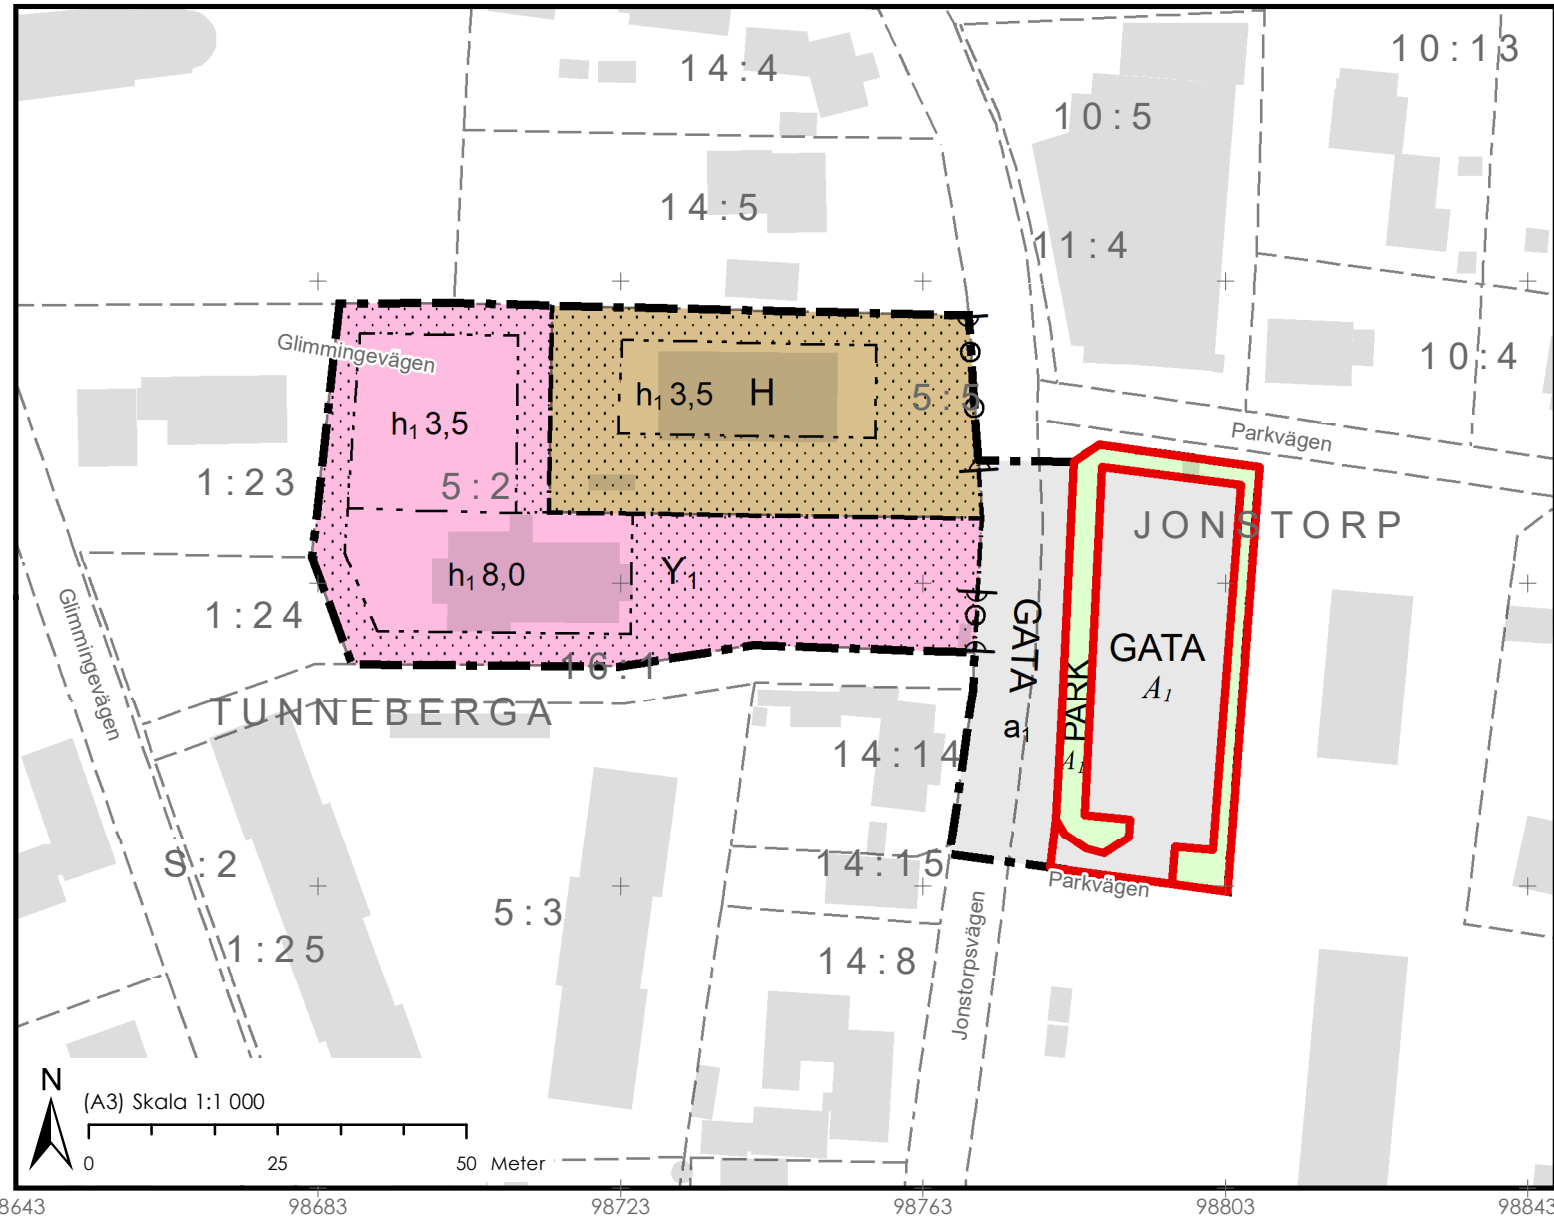 14:4
10:13
10:5
14:5
11:4
Glimmingevägen
10:4
h₁ 3,5
H
5:5
h₁ 3,5
Parkvägen
1:23
5:2
JONSTORP
h₁ 8,0
Y₁
1:24
Glimmingevägen
GATA
a₁
PARK
A₁
GATA
A₁
16:1
TUNNEBERGA
14:14
S:2
14:15
Parkvägen
5:3
1:25
14:8
Jonstorpsvägen
N
(A3) Skala 1:1 000
0 25 50 Meter
8643 98683 98723 98763 98803 98843